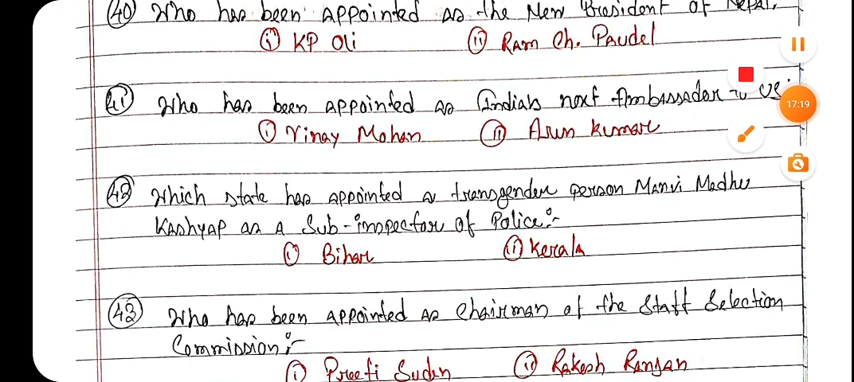 (40) Who has been appointed as the New President of Nepal.
(i) KP Oli (ii) Ram Ch. Paudel
(41) Who has been appointed as India's next Ambassador to US:
(i) Vinay Mohan (ii) Arun Kumar
(42) Which state has appointed a transgender person Manvi Madhu
Kashyap as a Sub-inspector of Police:-
(i) Bihar (ii) Kerala
(43) Who has been appointed as Chairman of the Staff Selection
Commission:-
(i) Preeti Sudan (ii) Rakesh Ranjan
17:19